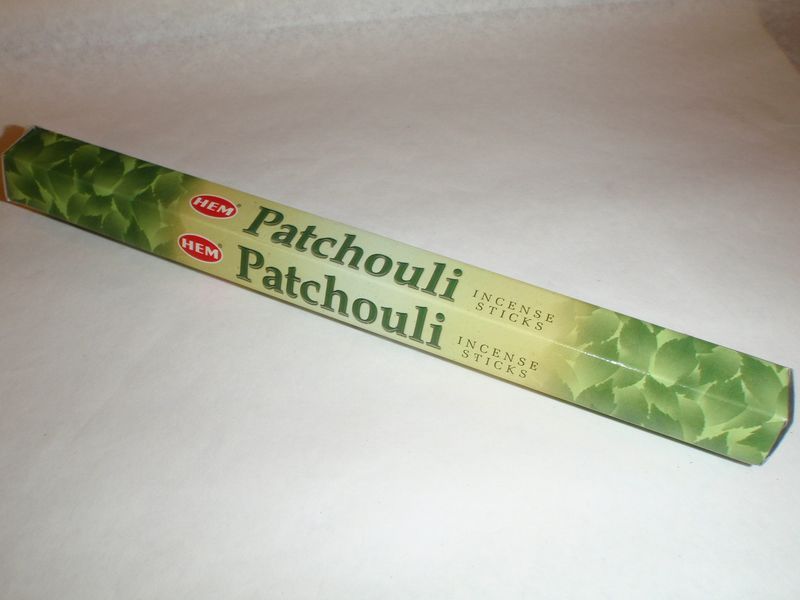 HEM
Patchouli
INCENSE
STICKS
HEM
Patchouli
INCENSE
STICKS